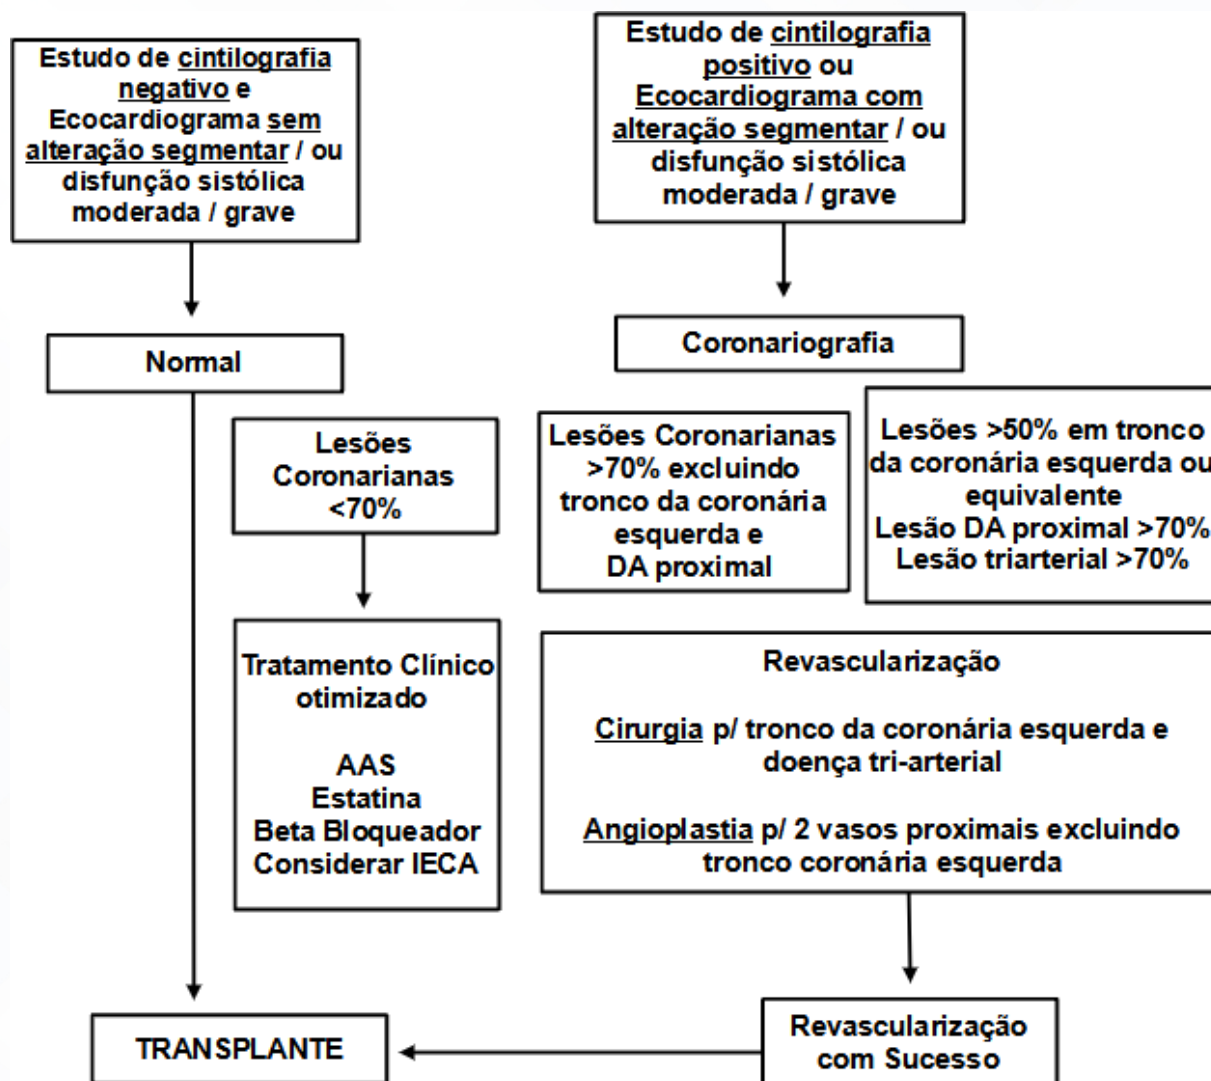 Estudo de cintilografia
negativo e
Ecocardiograma sem
alteração segmentar / ou
disfunção sistólica
moderada / grave
Estudo de cintilografia
positivo ou
Ecocardiograma com
alteração segmentar / ou
disfunção sistólica
moderada / grave
Normal
Coronariografia
Lesões
Coronarianas
<70%
Lesões Coronarianas
>70% excluindo
tronco da coronária
esquerda e
DA proximal
Lesões >50% em tronco
da coronária esquerda ou
equivalente
Lesão DA proximal >70%
Lesão triarterial >70%
Tratamento Clínico
otimizado
AAS
Estatina
Beta Bloqueador
Considerar IECA
Revascularização
Cirurgia p/ tronco da coronária esquerda e
doença tri-arterial
Angioplastia p/ 2 vasos proximais excluindo
tronco coronária esquerda
TRANSPLANTE
Revascularização
com Sucesso